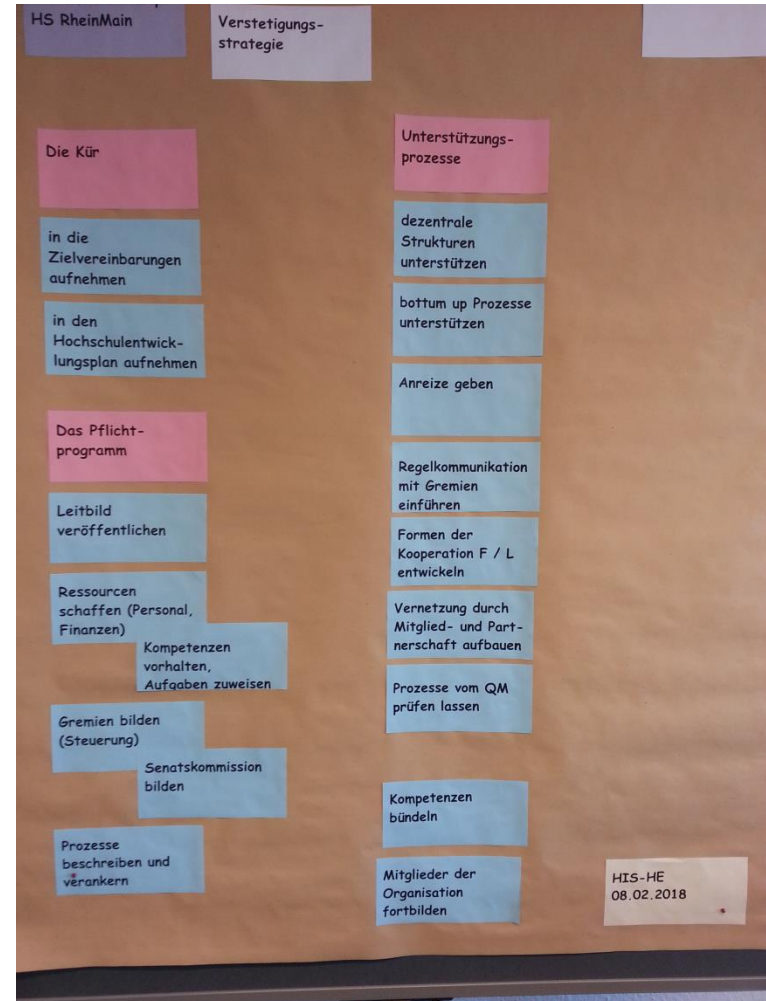 HS RheinMain
Verstetigungs-
strategie
Die Kür
in die
Zielvereinbarungen
aufnehmen
in den
Hochschulentwick-
lungsplan aufnehmen
Das Pflicht-
programm
Leitbild
veröffentlichen
Ressourcen
schaffen (Personal,
Finanzen)
Kompetenzen
vorhalten,
Aufgaben zuweisen
Gremien bilden
(Steuerung)
Senatskommission
bilden
Prozesse
beschreiben und
verankern
Unterstützungs-
prozesse
dezentrale
Strukturen
unterstützen
bottum up Prozesse
unterstützen
Anreize geben
Regelkommunikation
mit Gremien
einführen
Formen der
Kooperation F / L
entwickeln
Vernetzung durch
Mitglied- und Part-
nerschaft aufbauen
Prozesse vom QM
prüfen lassen
Kompetenzen
bündeln
Mitglieder der
Organisation
fortbilden
HIS-HE
08.02.2018